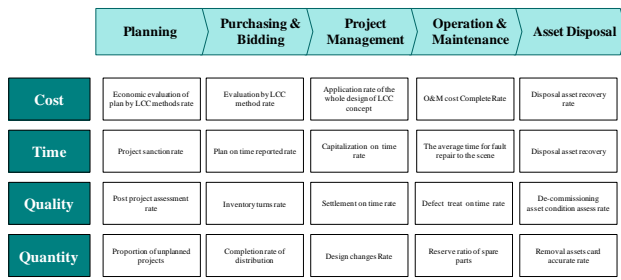 Planning
Purchasing &
Bidding
Project
Management
Operation &
Maintenance
Asset Disposal
Cost
Economic evaluation of
plan by LCC methods rate
Evaluation by LCC
method rate
Application rate of the
whole design of LCC
concept
O&M cost Complete Rate
Disposal asset recovery
rate
Time
Project sanction rate
Plan on time reported rate
Capitalization on time
rate
The average time for fault
repair to the scene
Disposal asset recovery
Quality
Post project assessment
rate
Inventory turns rate
Settlement on time rate
Defect treat on time rate
De-commissioning
asset condition assess rate
Quantity
Proportion of unplanned
projects
Completion rate of
distribution
Design changes Rate
Reserve ratio of spare
parts
Removal assets card
accurate rate